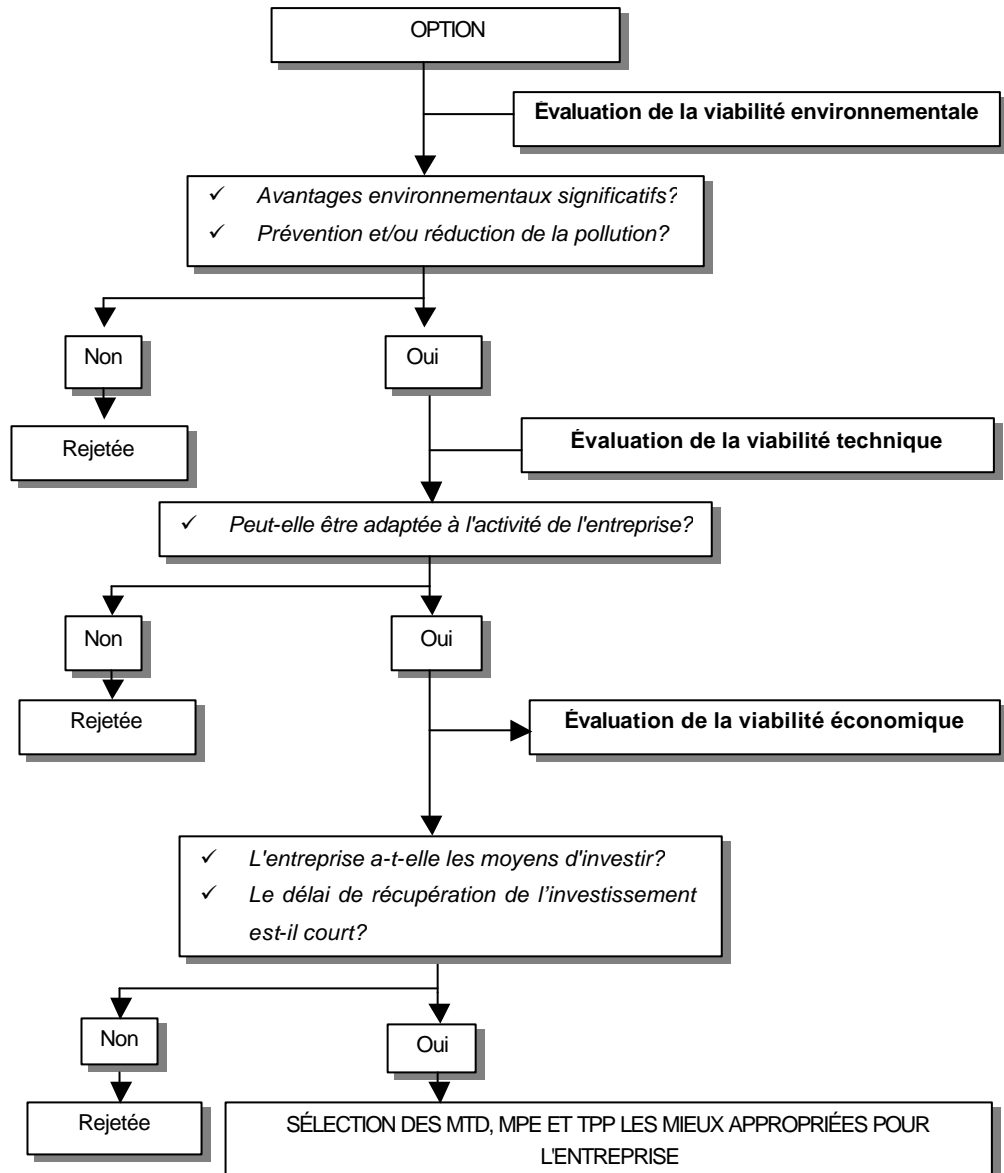 OPTION
Évaluation de la viabilité environnementale
✓ Avantages environnementaux significatifs?
✓ Prévention et/ou réduction de la pollution?
Non
Oui
Rejetée
Évaluation de la viabilité technique
✓ Peut-elle être adaptée à l'activité de l'entreprise?
Non
Oui
Rejetée
Évaluation de la viabilité économique
✓ L'entreprise a-t-elle les moyens d'investir?
✓ Le délai de récupération de l’investissement
est-il court?
Non
Oui
Rejetée
SÉLECTION DES MTD, MPE ET TPP LES MIEUX APPROPRIÉES POUR
L'ENTREPRISE